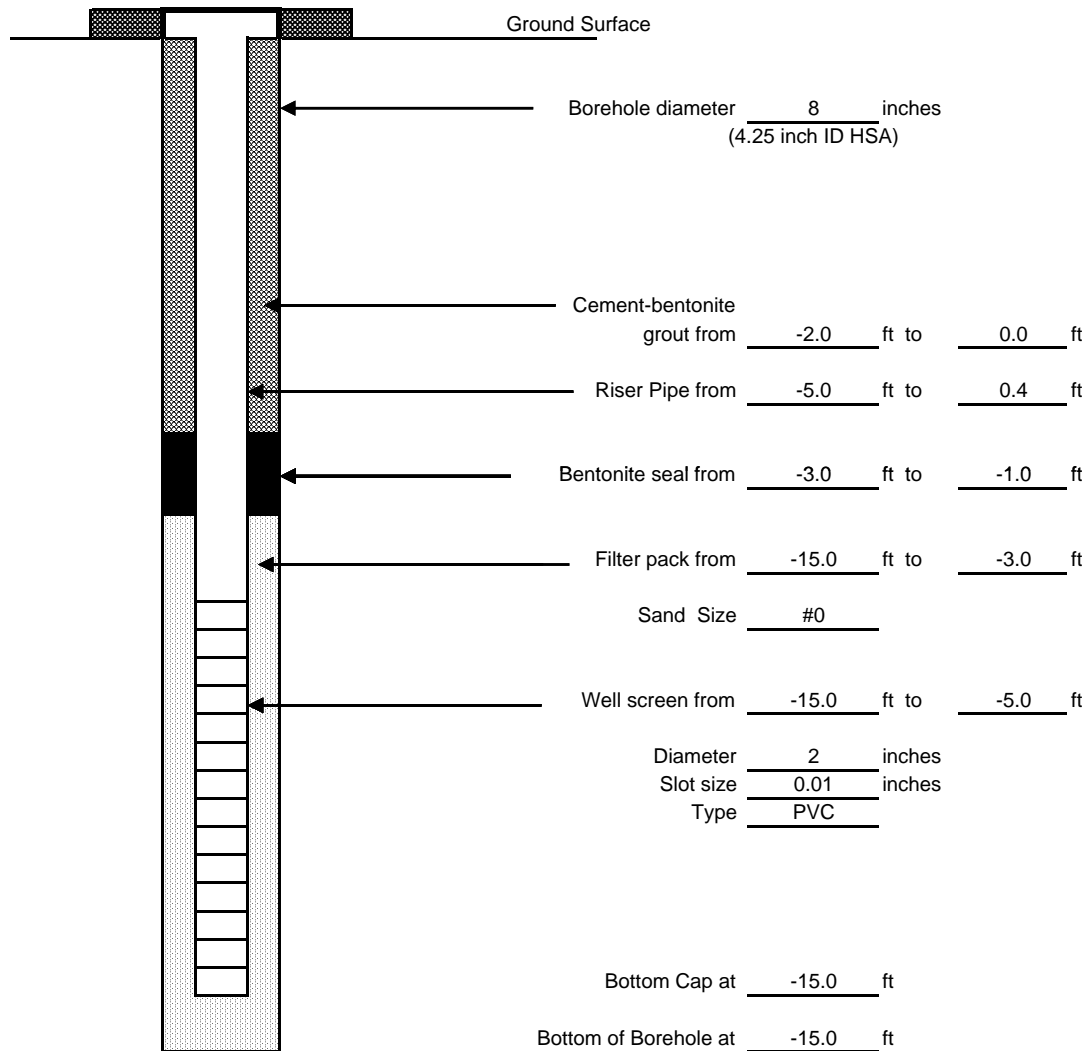 Ground Surface
Borehole diameter 8 inches
(4.25 inch ID HSA)
Cement-bentonite
grout from -2.0 ft to 0.0 ft
Riser Pipe from -5.0 ft to 0.4 ft
Bentonite seal from -3.0 ft to -1.0 ft
Filter pack from -15.0 ft to -3.0 ft
Sand Size #0
Well screen from -15.0 ft to -5.0 ft
Diameter 2 inches
Slot size 0.01 inches
Type PVC
Bottom Cap at -15.0 ft
Bottom of Borehole at -15.0 ft